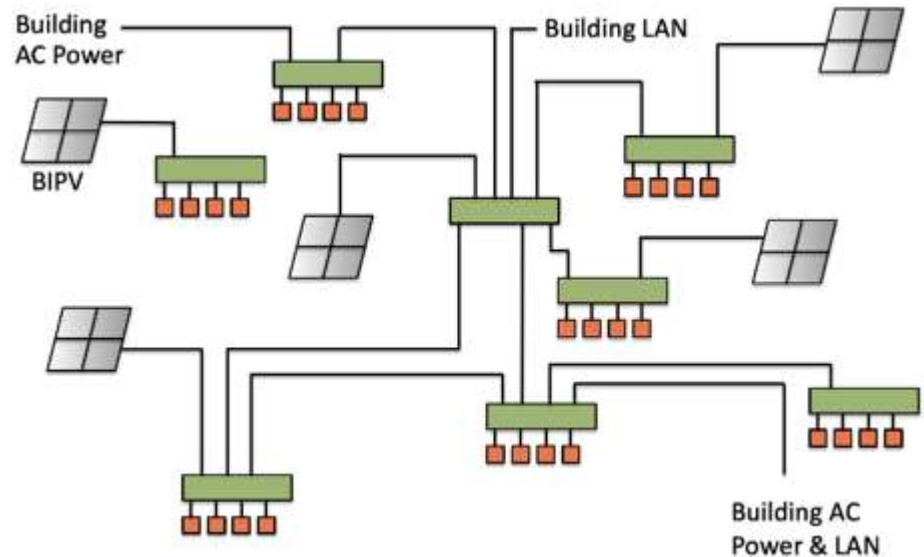 Building
AC Power
Building LAN
BIPV
Building AC
Power & LAN